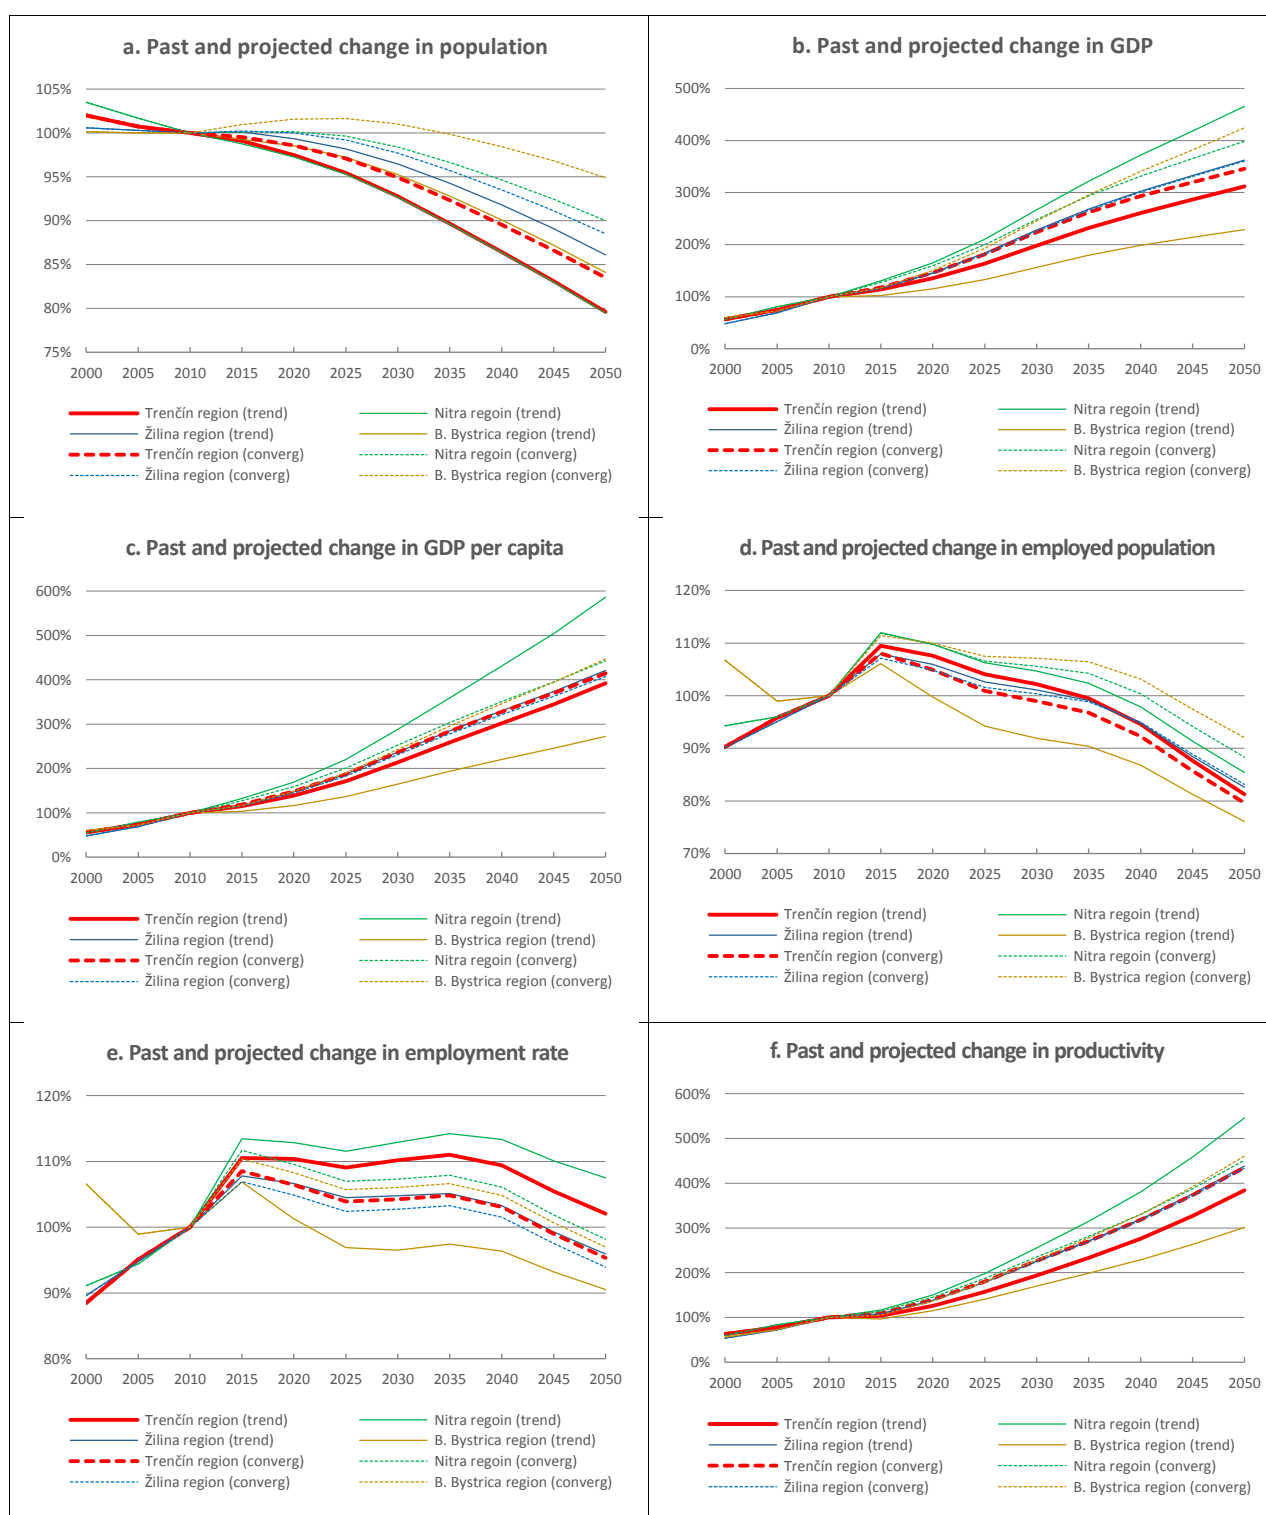 a. Past and projected change in population
105%
100%
95%
90%
85%
80%
75%
2000 2005 2010 2015 2020 2025 2030 2035 2040 2045 2050
Trenčín region (trend) Nitra regoin (trend)
Žilina region (trend) B. Bystrica region (trend)
Trenčín region (converg) Nitra regoin (converg)
Žilina region (converg) B. Bystrica region (converg)
b. Past and projected change in GDP
500%
400%
300%
200%
100%
0%
2000 2005 2010 2015 2020 2025 2030 2035 2040 2045 2050
Trenčín region (trend) Nitra regoin (trend)
Žilina region (trend) B. Bystrica region (trend)
Trenčín region (converg) Nitra regoin (converg)
Žilina region (converg) B. Bystrica region (converg)
c. Past and projected change in GDP per capita
600%
500%
400%
300%
200%
100%
0%
2000 2005 2010 2015 2020 2025 2030 2035 2040 2045 2050
Trenčín region (trend) Nitra regoin (trend)
Žilina region (trend) B. Bystrica region (trend)
Trenčín region (converg) Nitra regoin (converg)
Žilina region (converg) B. Bystrica region (converg)
d. Past and projected change in employed population
120%
110%
100%
90%
80%
70%
2000 2005 2010 2015 2020 2025 2030 2035 2040 2045 2050
Trenčín region (trend) Nitra regoin (trend)
Žilina region (trend) B. Bystrica region (trend)
Trenčín region (converg) Nitra regoin (converg)
Žilina region (converg) B. Bystrica region (converg)
e. Past and projected change in employment rate
120%
110%
100%
90%
80%
2000 2005 2010 2015 2020 2025 2030 2035 2040 2045 2050
Trenčín region (trend) Nitra regoin (trend)
Žilina region (trend) B. Bystrica region (trend)
Trenčín region (converg) Nitra regoin (converg)
Žilina region (converg) B. Bystrica region (converg)
f. Past and projected change in productivity
600%
500%
400%
300%
200%
100%
0%
2000 2005 2010 2015 2020 2025 2030 2035 2040 2045 2050
Trenčín region (trend) Nitra regoin (trend)
Žilina region (trend) B. Bystrica region (trend)
Trenčín region (converg) Nitra regoin (converg)
Žilina region (converg) B. Bystrica region (converg)